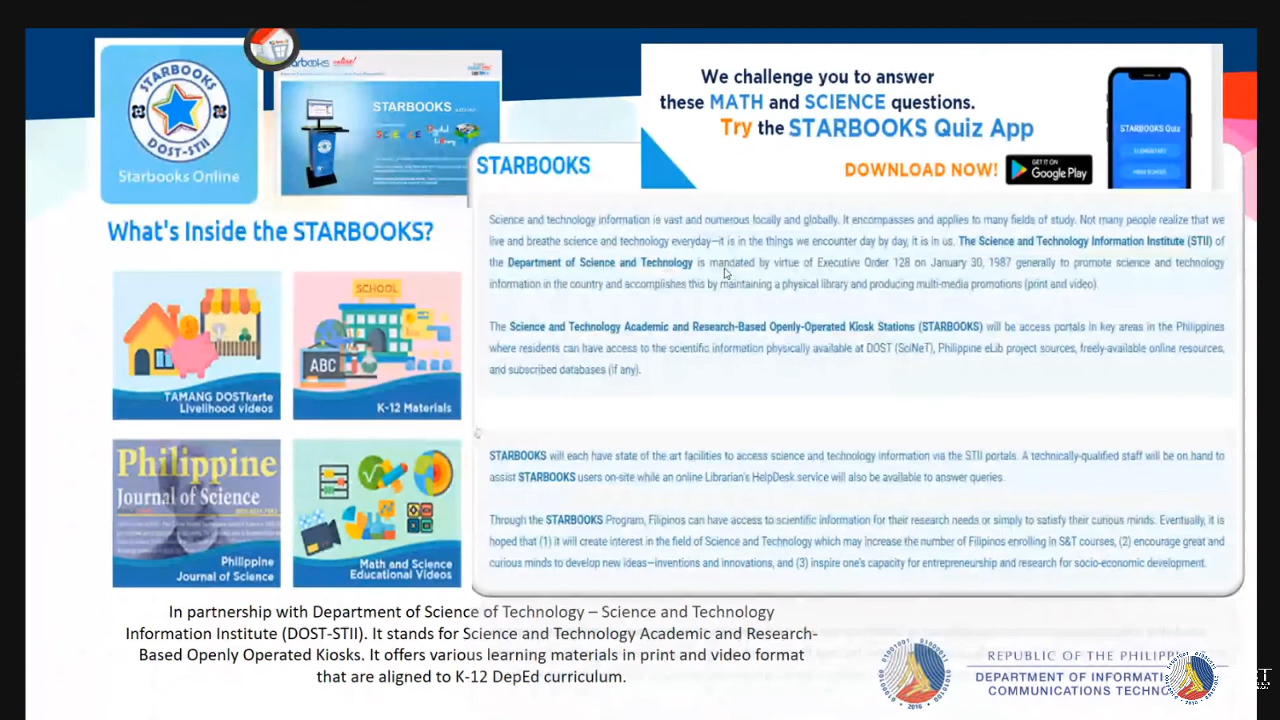 STARBOOKS
DOST-STII
Starbooks Online
Starbooks online!
STARBOOKS
SCIENCE Digital
Library
We challenge you to answer
these MATH and SCIENCE questions.
Try the STARBOOKS Quiz App
DOWNLOAD NOW!
GET IT ON
Google Play
STARBOOKS Quiz
ELEMENTARY
HIGH SCHOOL
STARBOOKS
Science and technology information is vast and numerous locally and globally. It encompasses and applies to many fields of study. Not many people realize that we
live and breathe science and technology everyday—it is in the things we encounter day by day, it is in us. The Science and Technology Information Institute (STII) of
the Department of Science and Technology is mandated by virtue of Executive Order 128 on January 30, 1987 generally to promote science and technology
information in the country and accomplishes this by maintaining a physical library and producing multi-media promotions (print and video).
The Science and Technology Academic and Research-Based Openly-Operated Kiosk Stations (STARBOOKS) will be access portals in key areas in the Philippines
where residents can have access to the scientific information physically available at DOST (SciNeT), Philippine eLib project sources, freely-available online resources,
and subscribed databases (if any).
STARBOOKS will each have state of the art facilities to access science and technology information via the STII portals. A technically-qualified staff will be on hand to
assist STARBOOKS users on-site while an online Librarian's HelpDesk service will also be available to answer queries.
Through the STARBOOKS Program, Filipinos can have access to scientific information for their research needs or simply to satisfy their curious minds. Eventually, it is
hoped that (1) it will create interest in the field of Science and Technology which may increase the number of Filipinos enrolling in S&T courses, (2) encourage great and
curious minds to develop new ideas—inventions and innovations, and (3) inspire one's capacity for entrepreneurship and research for socio-economic development.
What's Inside the STARBOOKS?
TAMANG DOSTkarte
Livelihood videos
SCHOOL
ABC
K-12 Materials
Philippine
Journal of Science
Philippine
Journal of Science
Math and Science
Educational Videos
In partnership with Department of Science of Technology – Science and Technology
Information Institute (DOST-STII). It stands for Science and Technology Academic and Research-
Based Openly Operated Kiosks. It offers various learning materials in print and video format
that are aligned to K-12 DepEd curriculum.
2016
REPUBLIC OF THE PHILIPP
DEPARTMENT OF INFORMATI
COMMUNICATIONS TECHNO